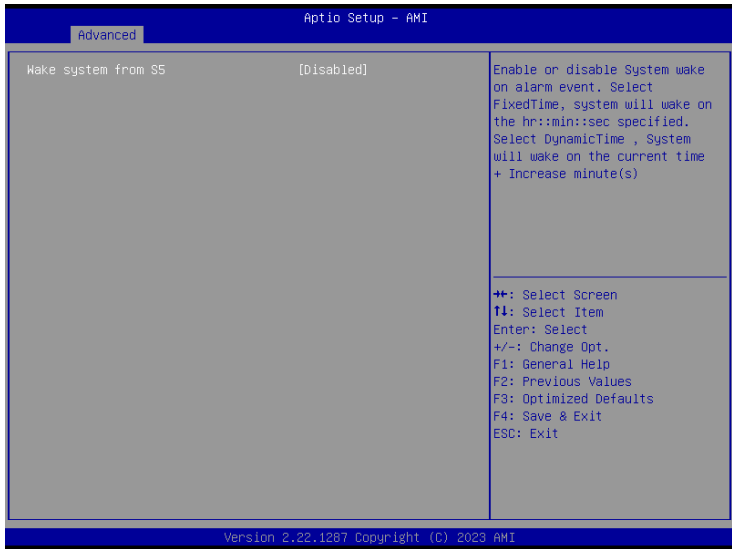 Aptio Setup - AMI
Advanced
Wake system from S5 [Disabled]
Enable or disable System wake
on alarm event. Select
FixedTime, system will wake on
the hr::min::sec specified.
Select DynamicTime , System
will wake on the current time
+ Increase minute(s)
→←: Select Screen
↑↓: Select Item
Enter: Select
+/-: Change Opt.
F1: General Help
F2: Previous Values
F3: Optimized Defaults
F4: Save & Exit
ESC: Exit
Version 2.22.1287 Copyright (C) 2023 AMI